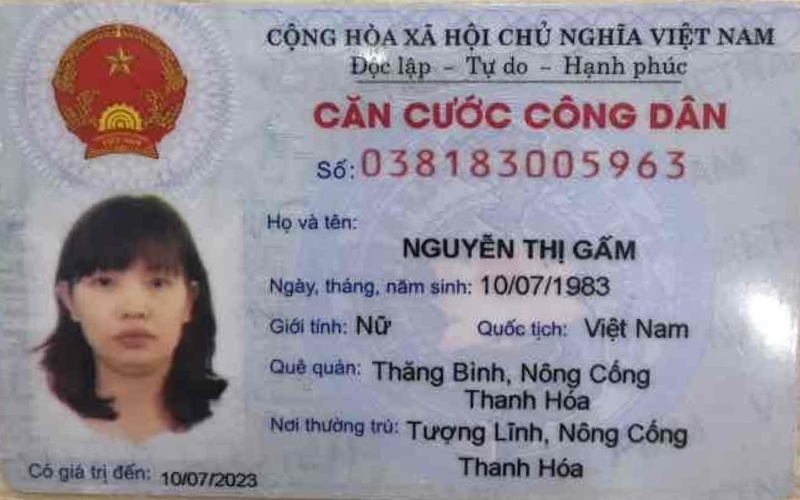 CỘNG HÒA XÃ HỘI CHỦ NGHĨA VIỆT NAM
Độc lập - Tự do - Hạnh phúc
CĂN CƯỚC CÔNG DÂN
Số: 038183005963
Họ và tên:
NGUYỄN THỊ GẤM
Ngày, tháng, năm sinh: 10/07/1983
Giới tính: Nữ Quốc tịch: Việt Nam
Quê quán: Thăng Bình, Nông Cống
Thanh Hóa
Nơi thường trú: Tượng Lĩnh, Nông Cống
Thanh Hóa
Có giá trị đến: 10/07/2023